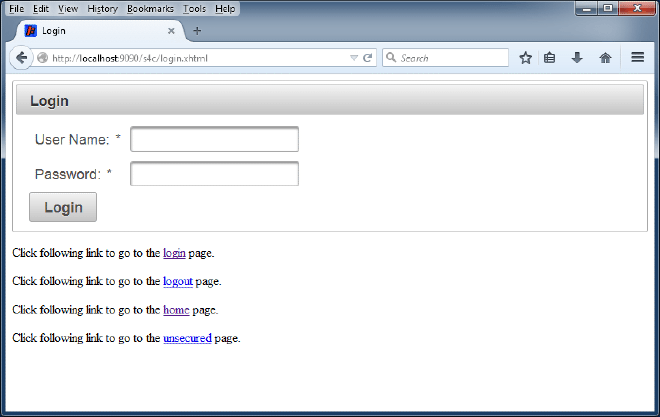 File Edit View History Bookmarks Tools Help
Login
http://localhost:9090/s4c/login.xhtml
Search
Login
User Name: *
Password: *
Login
Click following link to go to the login page.
Click following link to go to the logout page.
Click following link to go to the home page.
Click following link to go to the unsecured page.